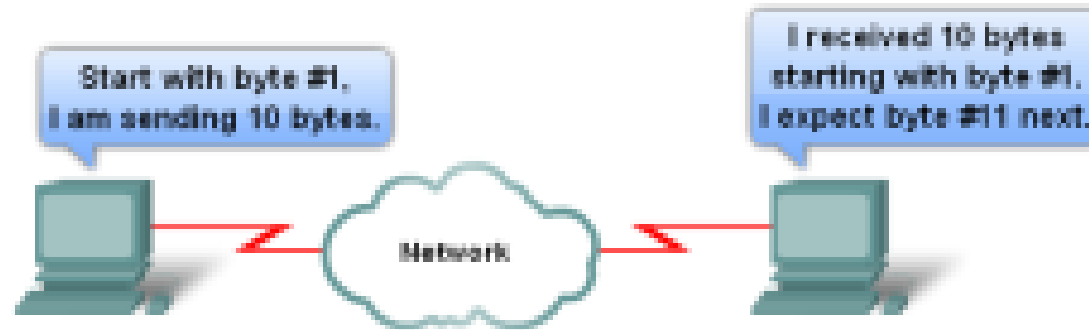 Start with byte #1,
I am sending 10 bytes.
I received 10 bytes
starting with byte #1.
I expect byte #11 next.
Network